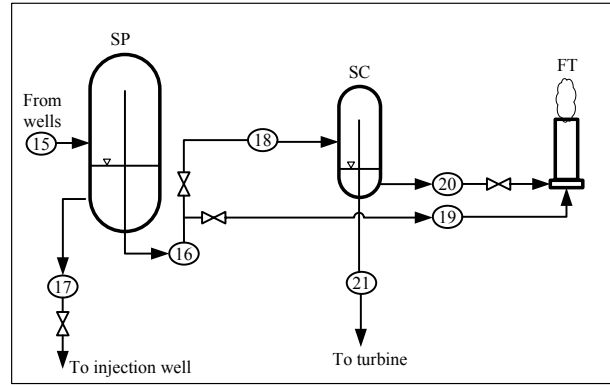 SP
SC
FT
From
wells
15
18
20
19
16
17
21
To injection well
To turbine